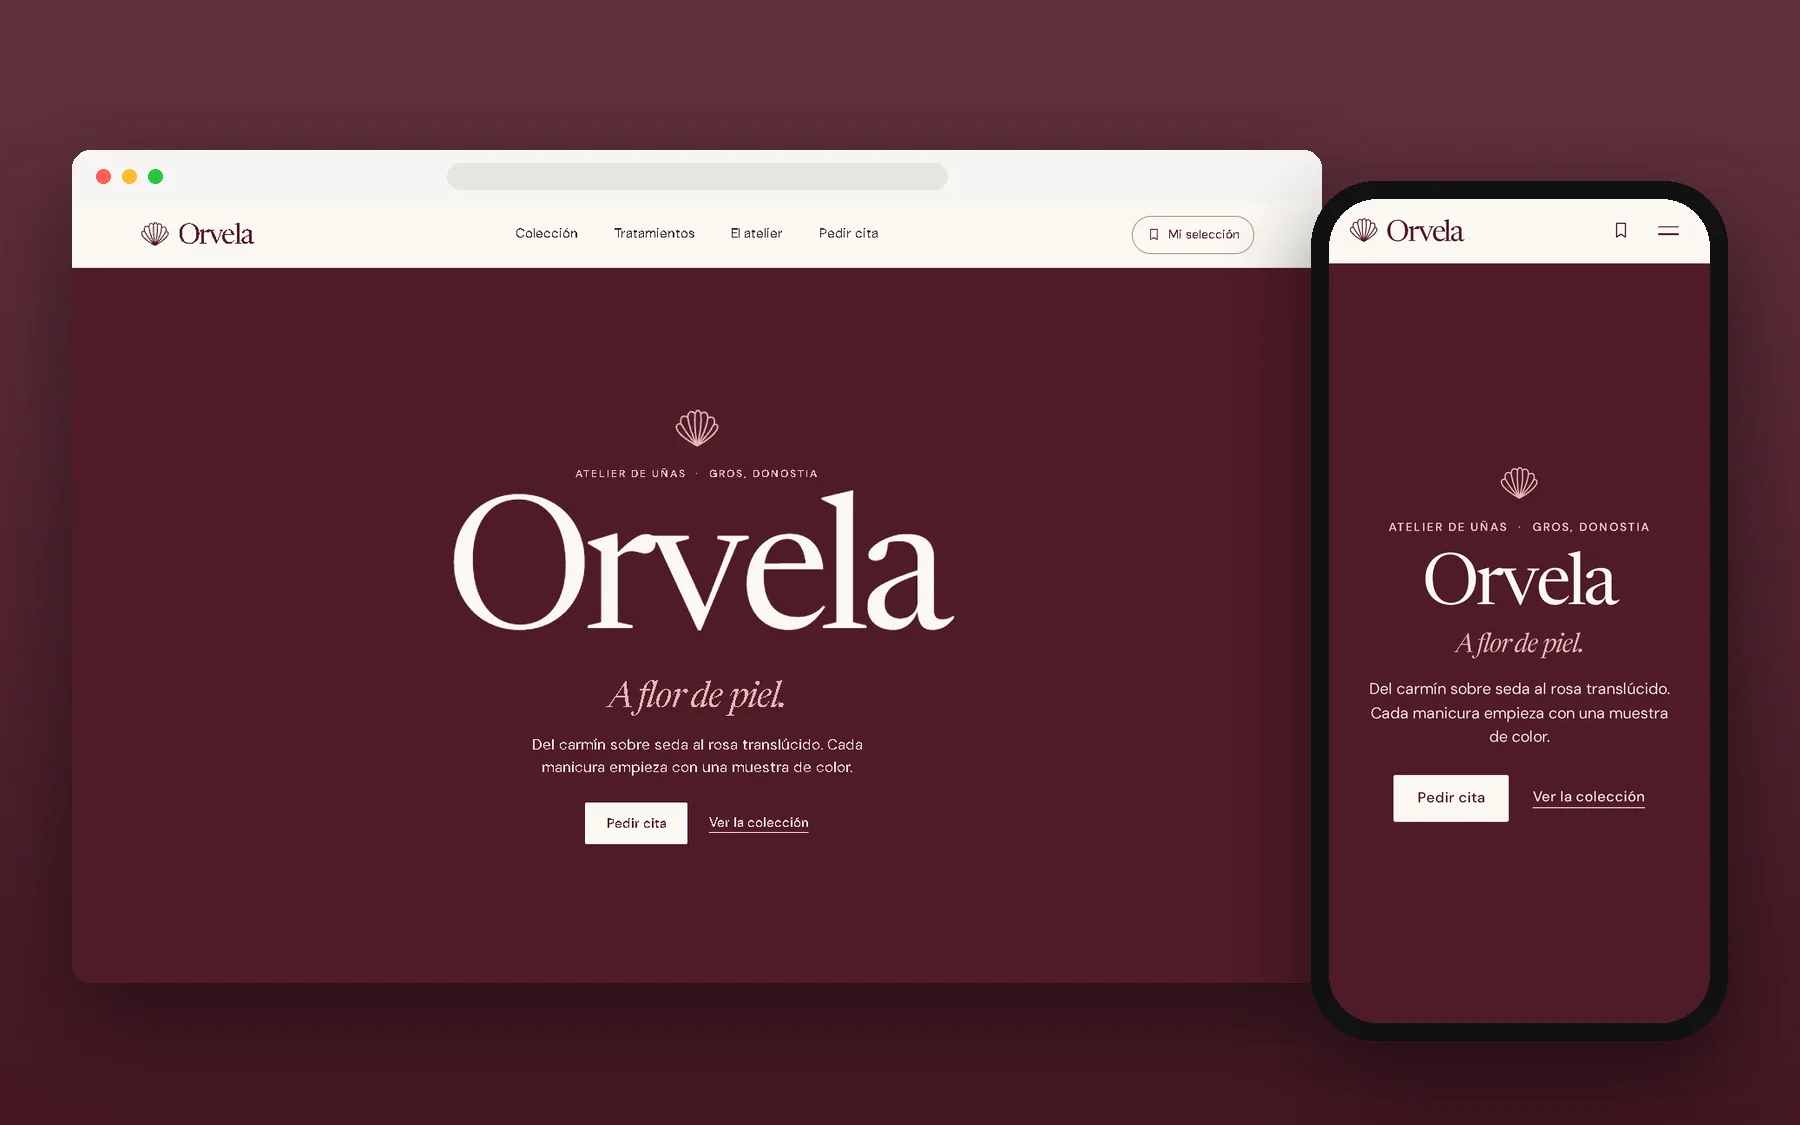 Orvela
Colección
Tratamientos
El atelier
Pedir cita
Mi selección
ATELIER DE UÑAS · GROS, DONOSTIA
Orvela
A flor de piel.
Del carmín sobre seda al rosa translúcido. Cada
manicura empieza con una muestra de color.
Pedir cita
Ver la colección
Orvela
ATELIER DE UÑAS · GROS, DONOSTIA
Orvela
A flor de piel.
Del carmín sobre seda al rosa translúcido.
Cada manicura empieza con una muestra
de color.
Pedir cita
Ver la colección